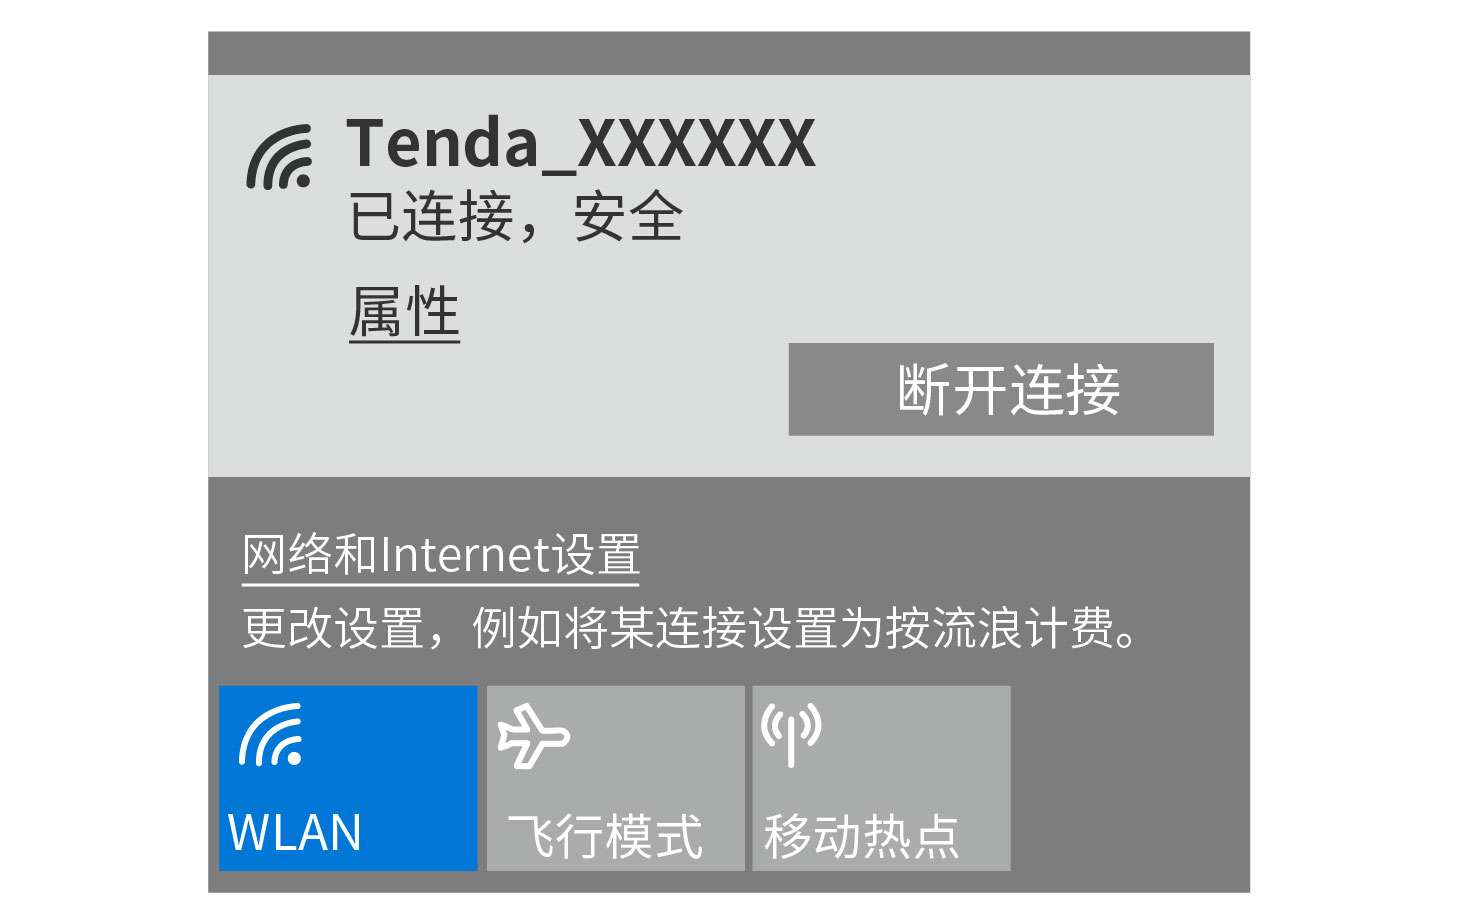 Tenda_XXXXXX
已连接，安全
属性
断开连接
网络和Internet设置
更改设置，例如将某连接设置为按流浪计费。
WLAN
飞行模式
移动热点